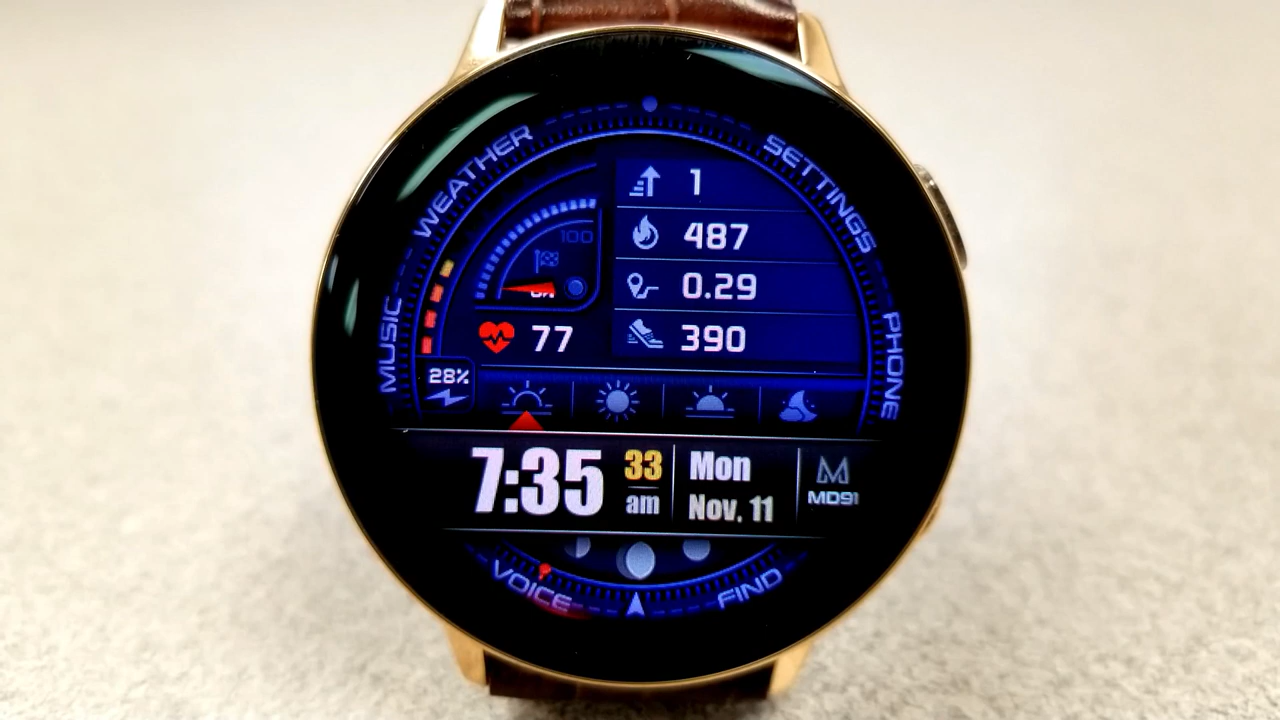 WEATHER
SETTINGS
MUSIC
PHONE
100
1
487
0.29
390
77
28%
7:35
33
am
Mon
Nov. 11
MD91
VOICE
FIND